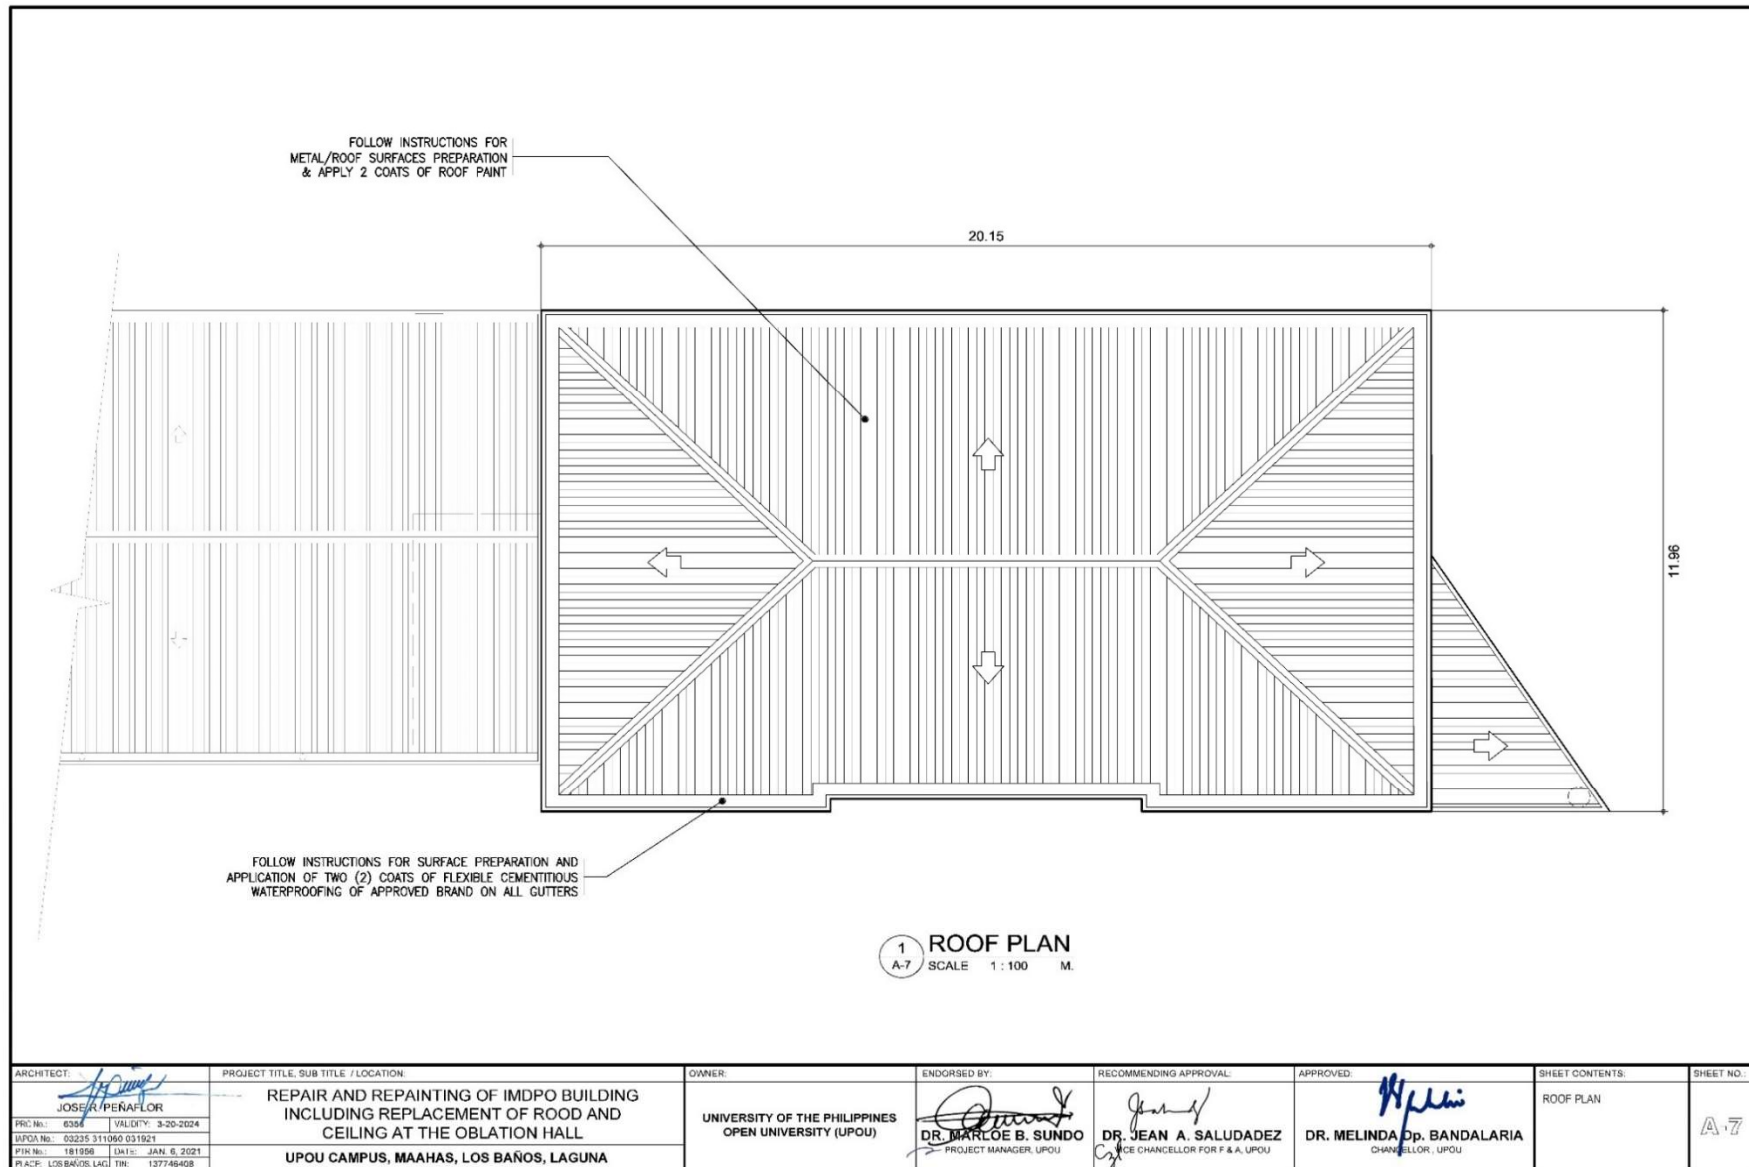 FOLLOW INSTRUCTIONS FOR
METAL/ROOF SURFACES PREPARATION
& APPLY 2 COATS OF ROOF PAINT
20.15
11.96
FOLLOW INSTRUCTIONS FOR SURFACE PREPARATION AND
APPLICATION OF TWO (2) COATS OF FLEXIBLE CEMENTITIOUS
WATERPROOFING OF APPROVED BRAND ON ALL GUTTERS
1
A-7
ROOF PLAN
SCALE 1 : 100 M.
ARCHITECT:
JOSE R. PEÑAFLOR
PRC No.: 6356 VALIDITY: 3-20-2024
IAPOA No.: 03235 311060 031921
PTR No.: 181956 DATE: JAN. 6, 2021
PLACE: LOS BAÑOS, LAG TIN: 137746408
PROJECT TITLE, SUB TITLE / LOCATION:
REPAIR AND REPAINTING OF IMDPO BUILDING
INCLUDING REPLACEMENT OF ROOD AND
CEILING AT THE OBLATION HALL
UPOU CAMPUS, MAAHAS, LOS BAÑOS, LAGUNA
OWNER:
UNIVERSITY OF THE PHILIPPINES
OPEN UNIVERSITY (UPOU)
ENDORSED BY:
DR. MARLOE B. SUNDO
PROJECT MANAGER, UPOU
RECOMMENDING APPROVAL:
DR. JEAN A. SALUDADEZ
VICE CHANCELLOR FOR F & A, UPOU
APPROVED:
DR. MELINDA Dp. BANDALARIA
CHANCELLOR, UPOU
SHEET CONTENTS:
ROOF PLAN
SHEET NO.:
A-7